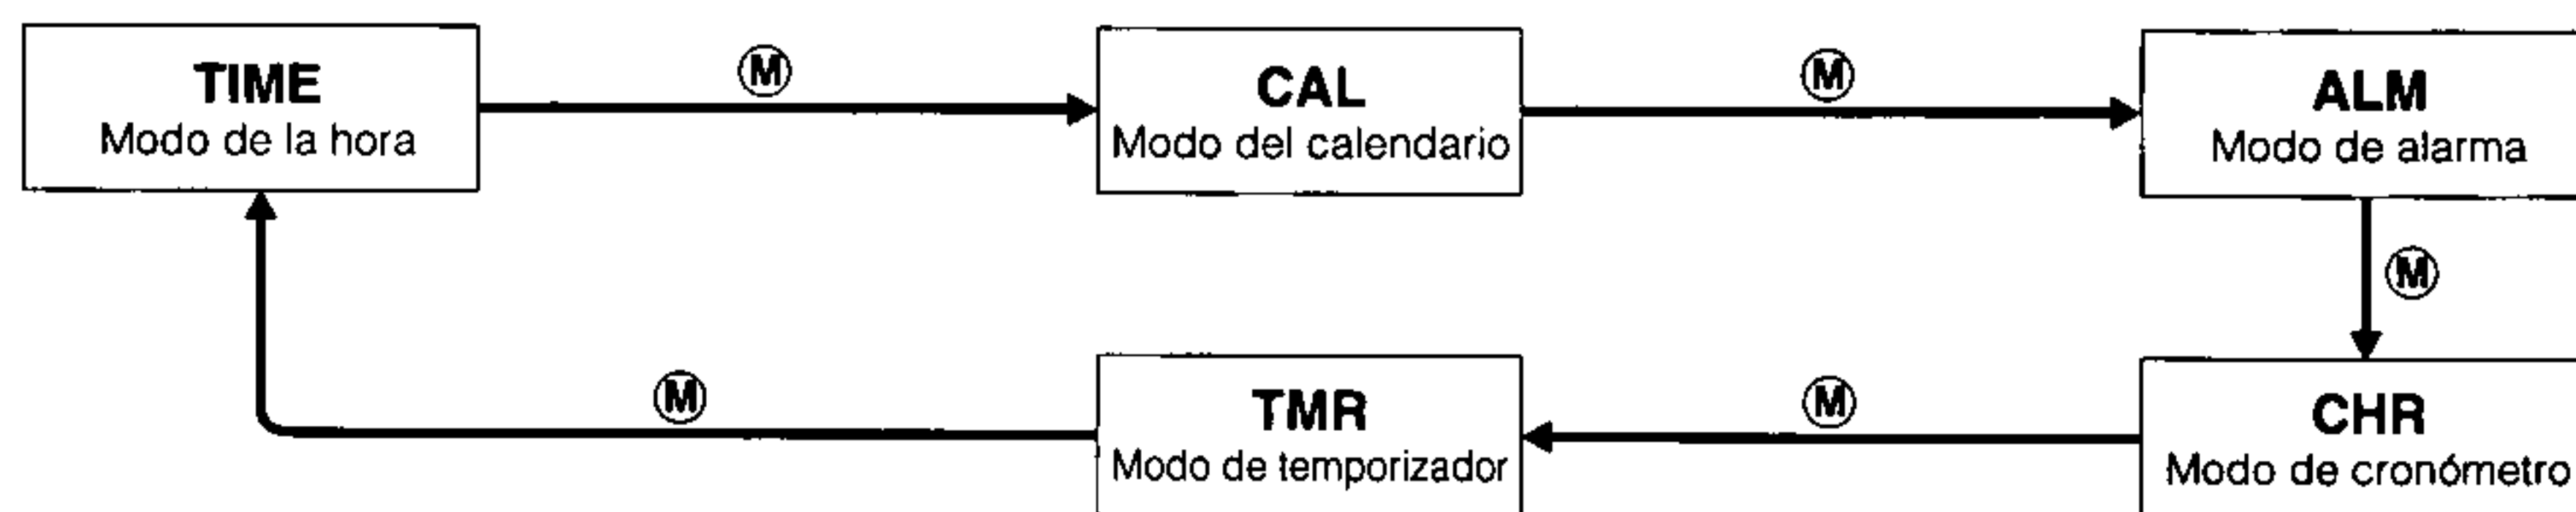 TIME
Modo de la hora
Ⓜ
CAL
Modo del calendario
Ⓜ
ALM
Modo de alarma
Ⓜ
CHR
Modo de cronómetro
Ⓜ
TMR
Modo de temporizador
Ⓜ